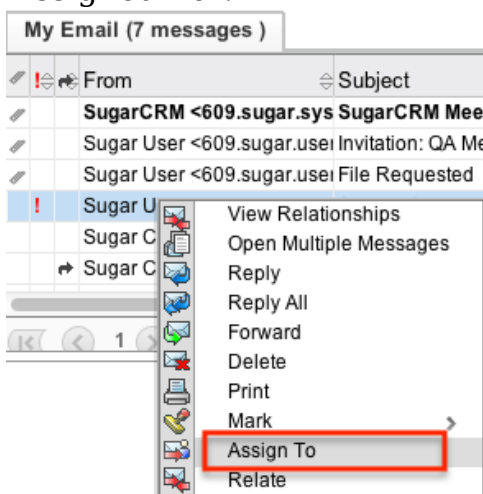 My Email (7 messages )
! From Subject
SugarCRM <609.sugar.sys SugarCRM Mee
Sugar User <609.sugar.user Invitation: QA Me
Sugar User <609.sugar.user File Requested
! Sugar U
Sugar C
Sugar C
1
View Relationships
Open Multiple Messages
Reply
Reply All
Forward
Delete
Print
Mark
Assign To
Relate